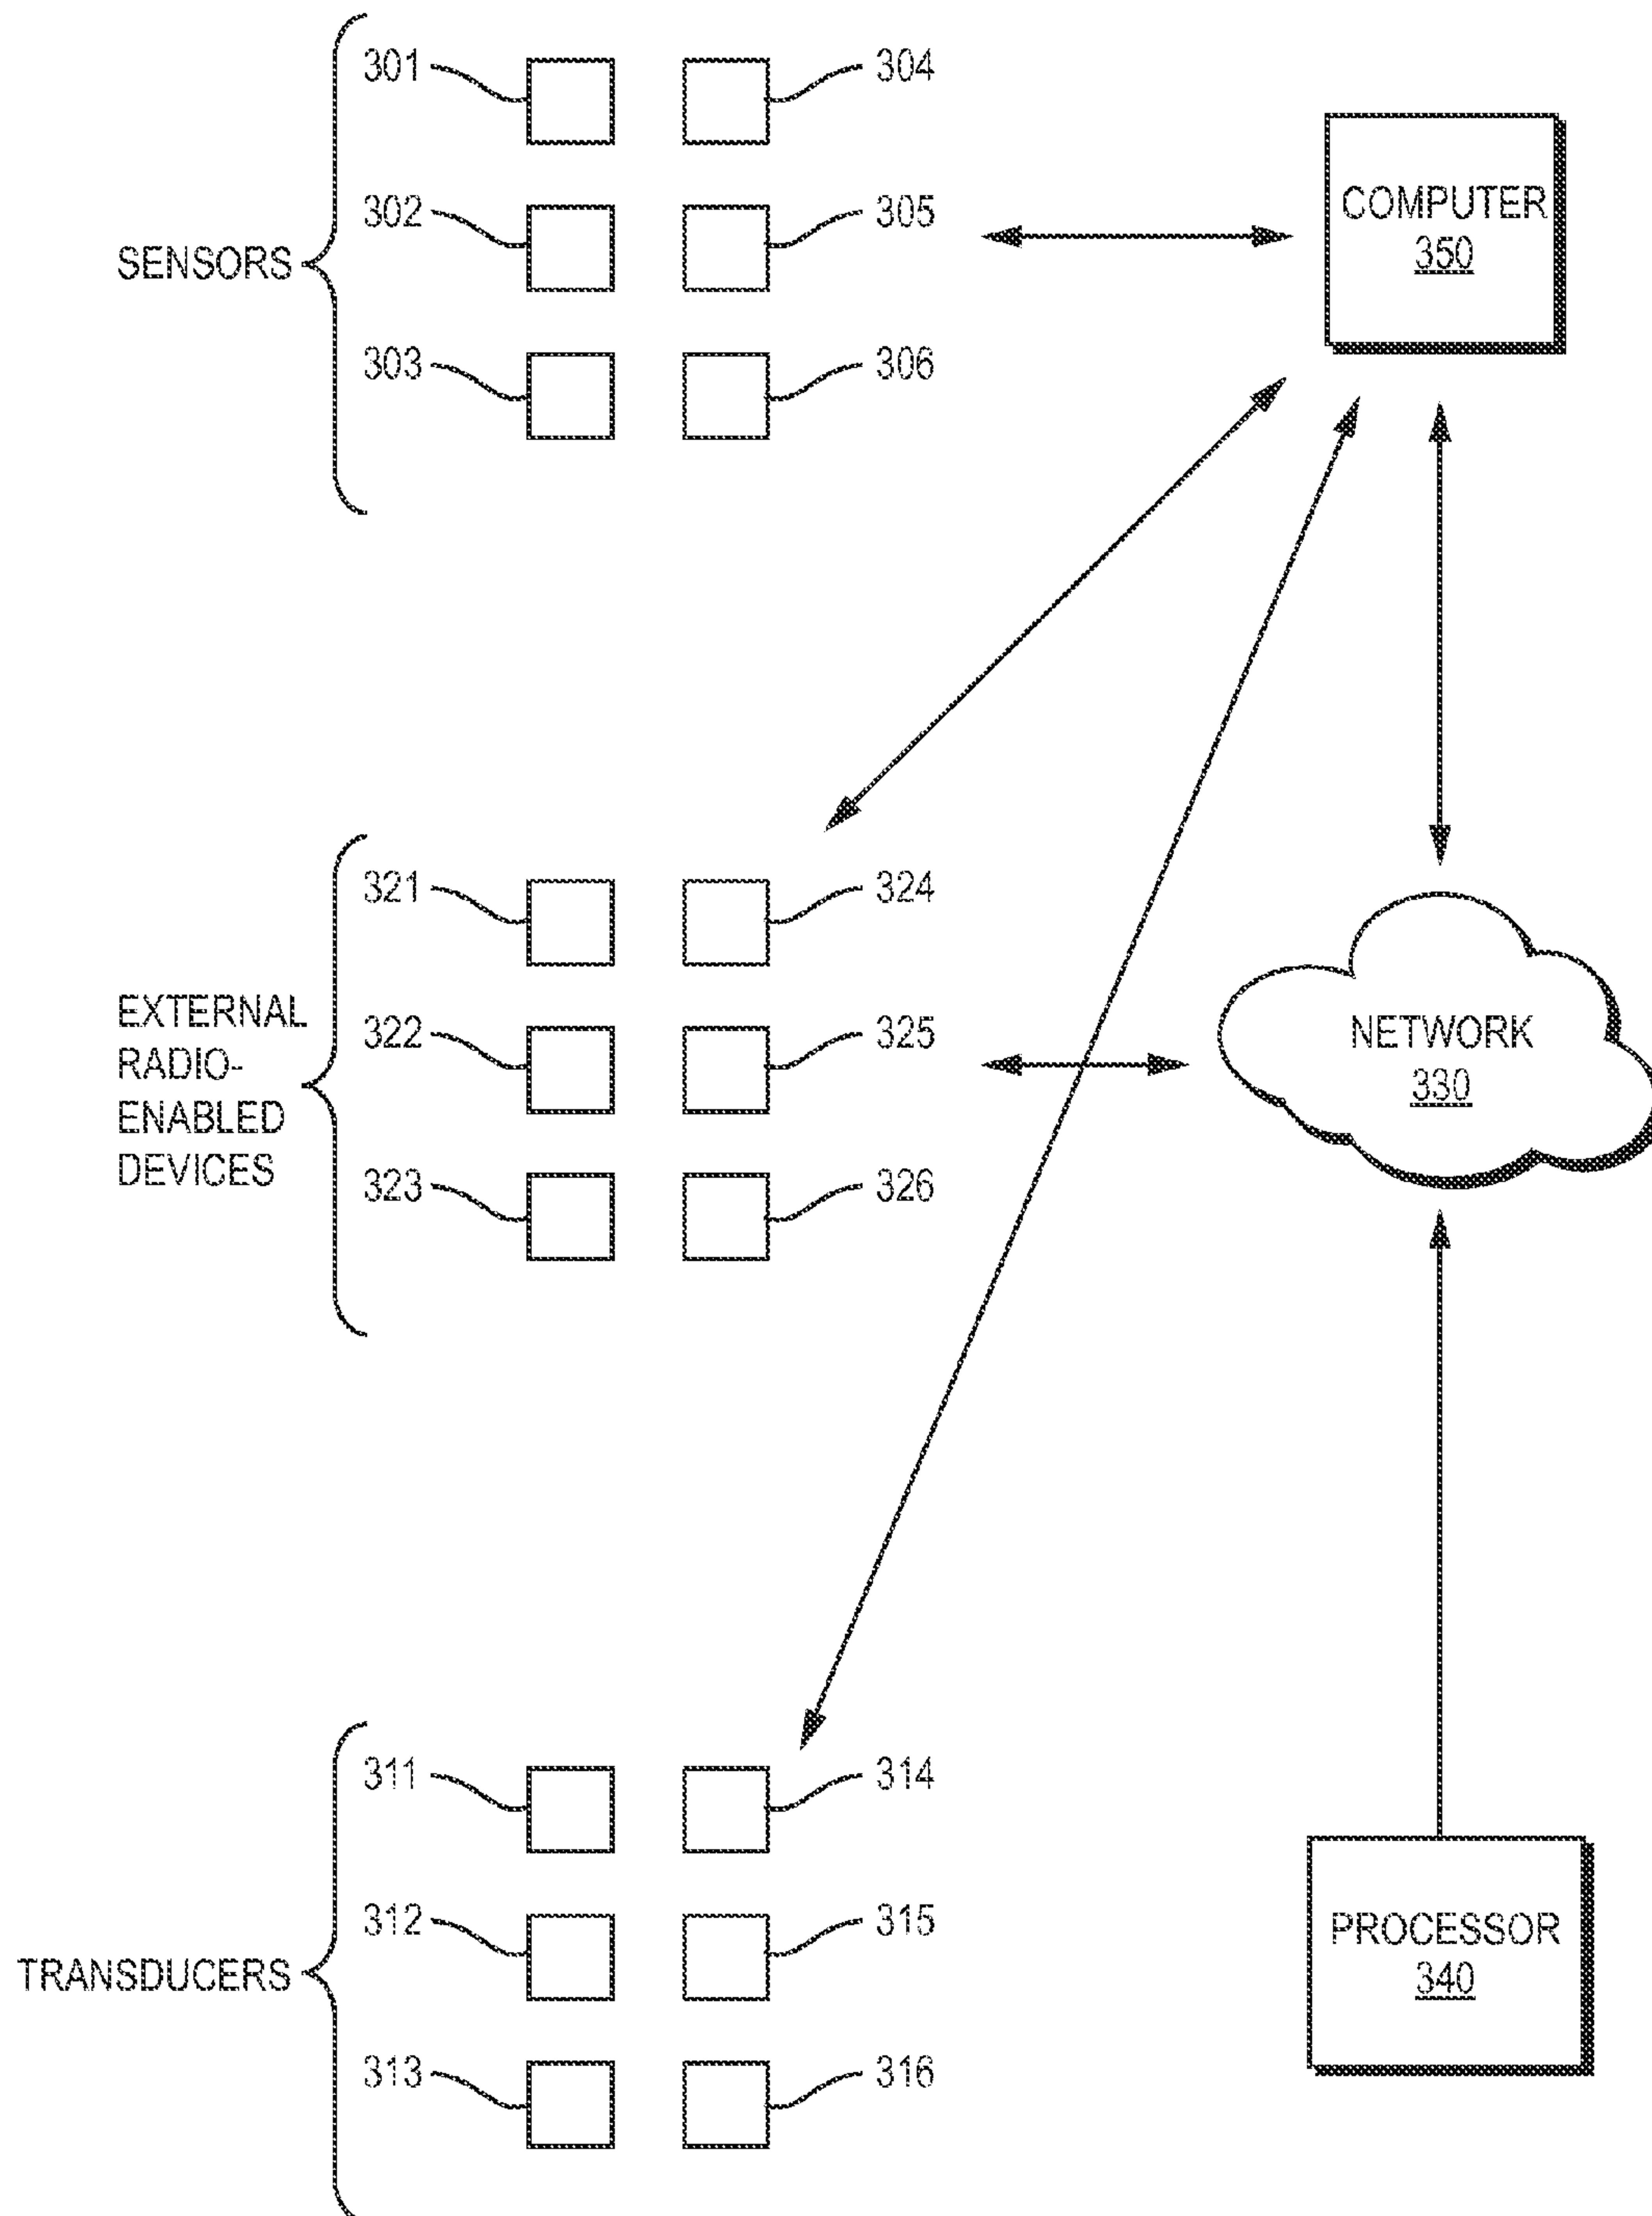 301
304
302
305
SENSORS
303
306
COMPUTER
350
321
324
EXTERNAL
RADIO-
ENABLED
DEVICES
322
325
323
326
NETWORK
330
311
314
312
315
TRANSDUCERS
313
316
PROCESSOR
340